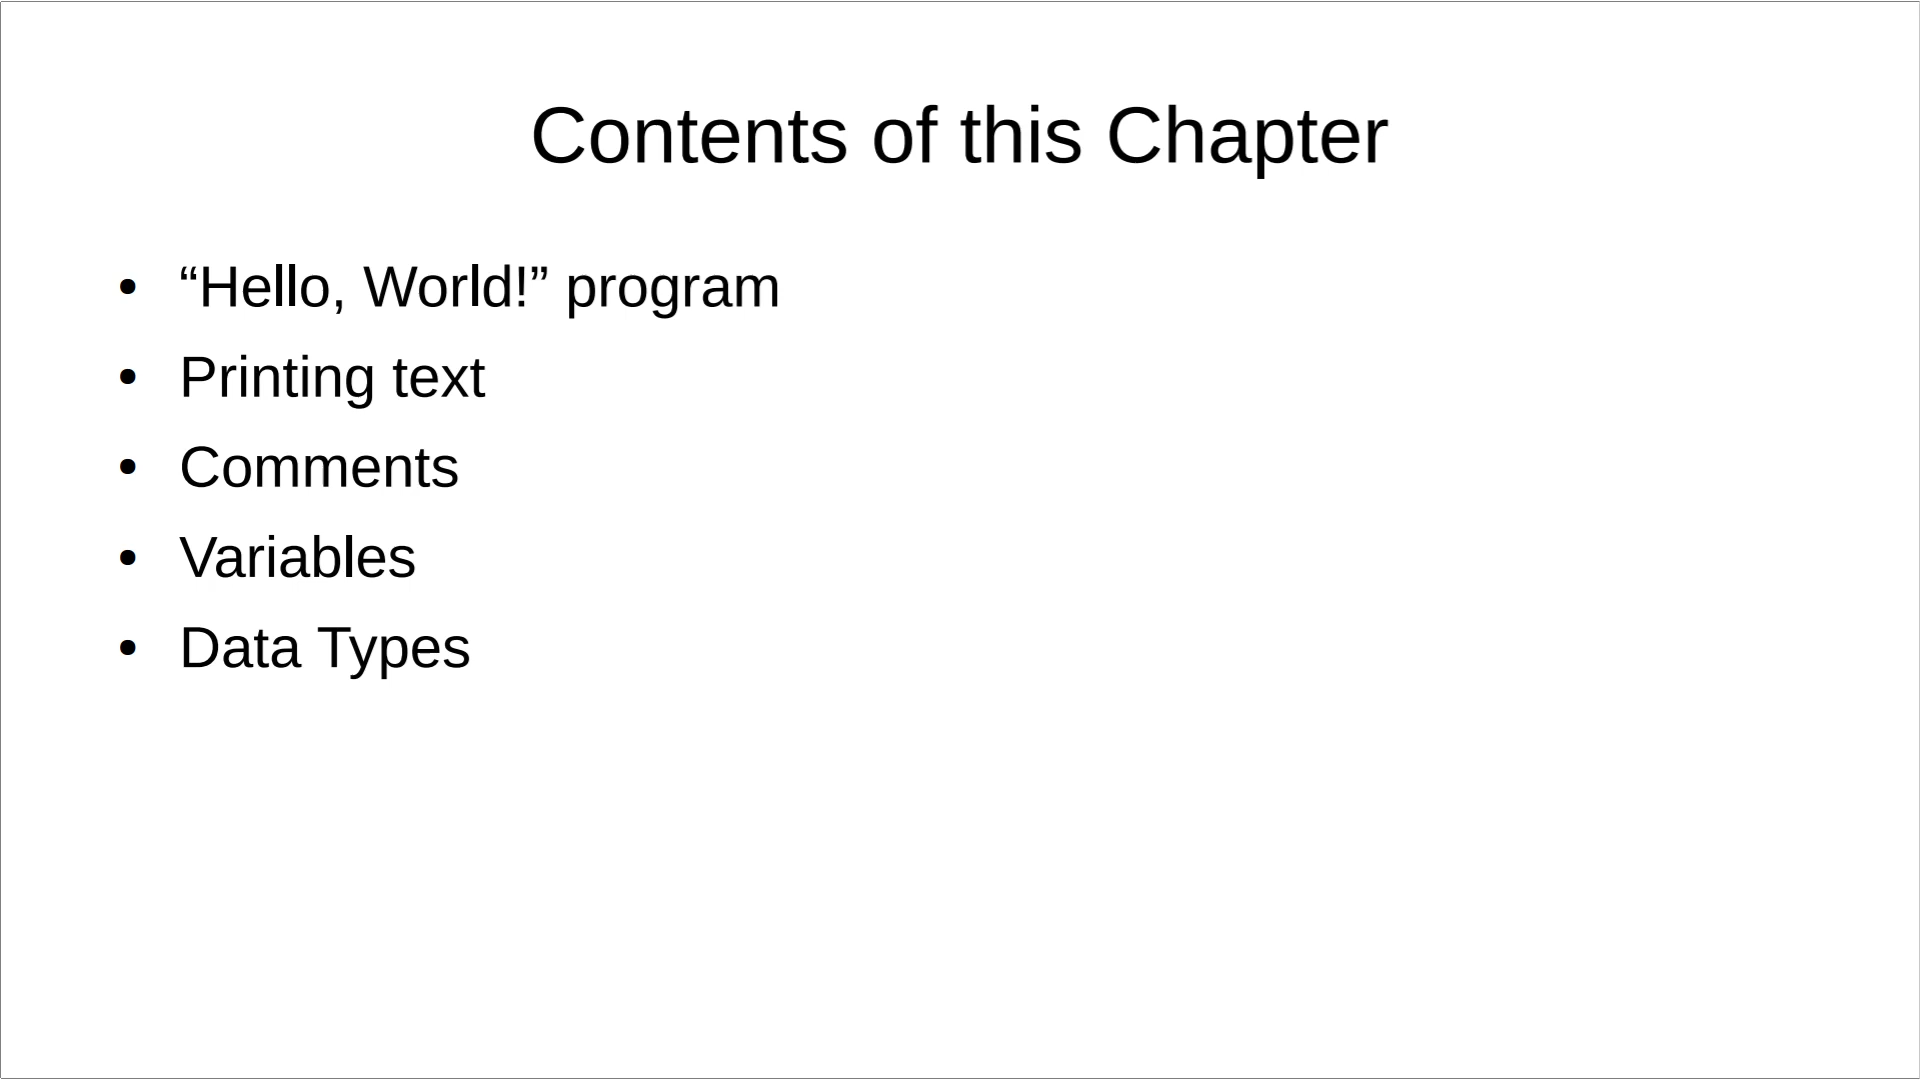 Contents of this Chapter
• “Hello, World!” program
• Printing text
• Comments
• Variables
• Data Types